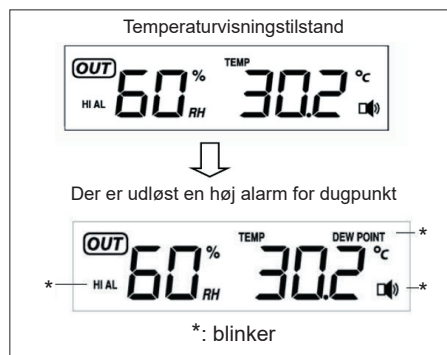 Temperaturvisningstilstand
OUT HI AL 60 % RH TEMP 30.2 °C
Der er udløst en høj alarm for dugpunkt
OUT * HI AL 60 % RH TEMP 30.2 DEW POINT * °C *
*: blinker